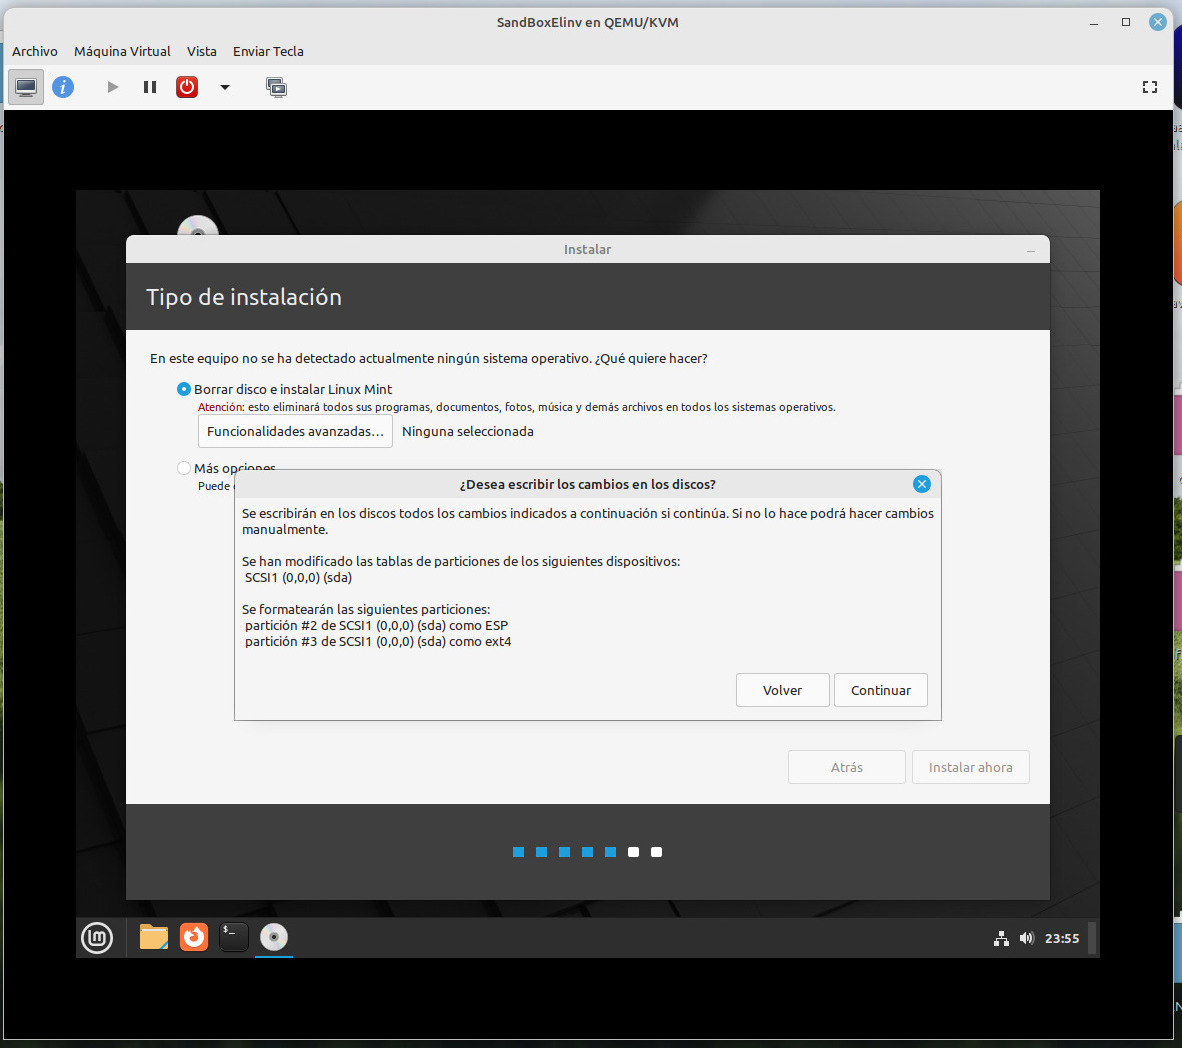 SandBoxElinv en QEMU/KVM
Archivo Máquina Virtual Vista Enviar Tecla
Instalar
Tipo de instalación
En este equipo no se ha detectado actualmente ningún sistema operativo. ¿Qué quiere hacer?
Borrar disco e instalar Linux Mint
Atención: esto eliminará todos sus programas, documentos, fotos, música y demás archivos en todos los sistemas operativos.
Funcionalidades avanzadas... Ninguna seleccionada
Más opciones
Puede
¿Desea escribir los cambios en los discos?
Se escribirán en los discos todos los cambios indicados a continuación si continúa. Si no lo hace podrá hacer cambios
manualmente.
Se han modificado las tablas de particiones de los siguientes dispositivos:
SCSI1 (0,0,0) (sda)
Se formatearán las siguientes particiones:
partición #2 de SCSI1 (0,0,0) (sda) como ESP
partición #3 de SCSI1 (0,0,0) (sda) como ext4
Volver Continuar
Atrás Instalar ahora
23:55